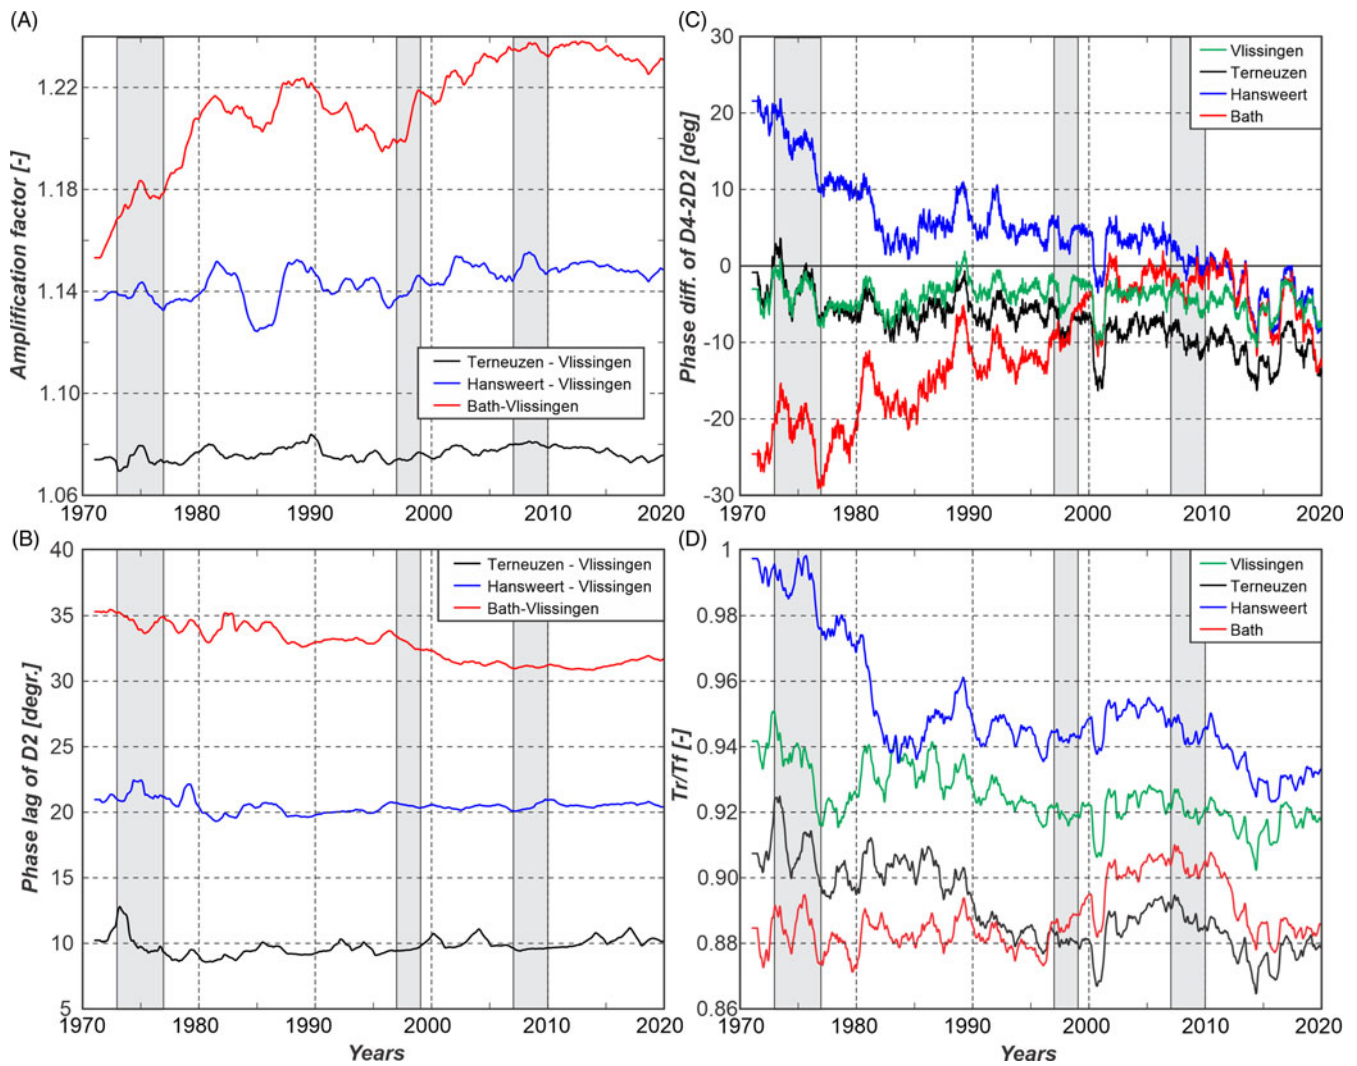 (A)
Amplification factor [-]
1.22
1.18
1.14
1.10
1.06
Terneuzen - Vlissingen
Hansweert - Vlissingen
Bath-Vlissingen
1970 1980 1990 2000 2010 2020
(B)
Phase lag of D2 [degr.]
40
35
30
25
20
15
10
5
Terneuzen - Vlissingen
Hansweert - Vlissingen
Bath-Vlissingen
1970 1980 1990 2000 2010 2020
Years
(C)
Phase diff. of D4-2D2 [deg]
30
20
10
0
-10
-20
-30
Vlissingen
Terneuzen
Hansweert
Bath
1970 1980 1990 2000 2010 2020
(D)
Tr/Tf [-]
1
0.98
0.96
0.94
0.92
0.90
0.88
0.86
Vlissingen
Terneuzen
Hansweert
Bath
1970 1980 1990 2000 2010 2020
Years